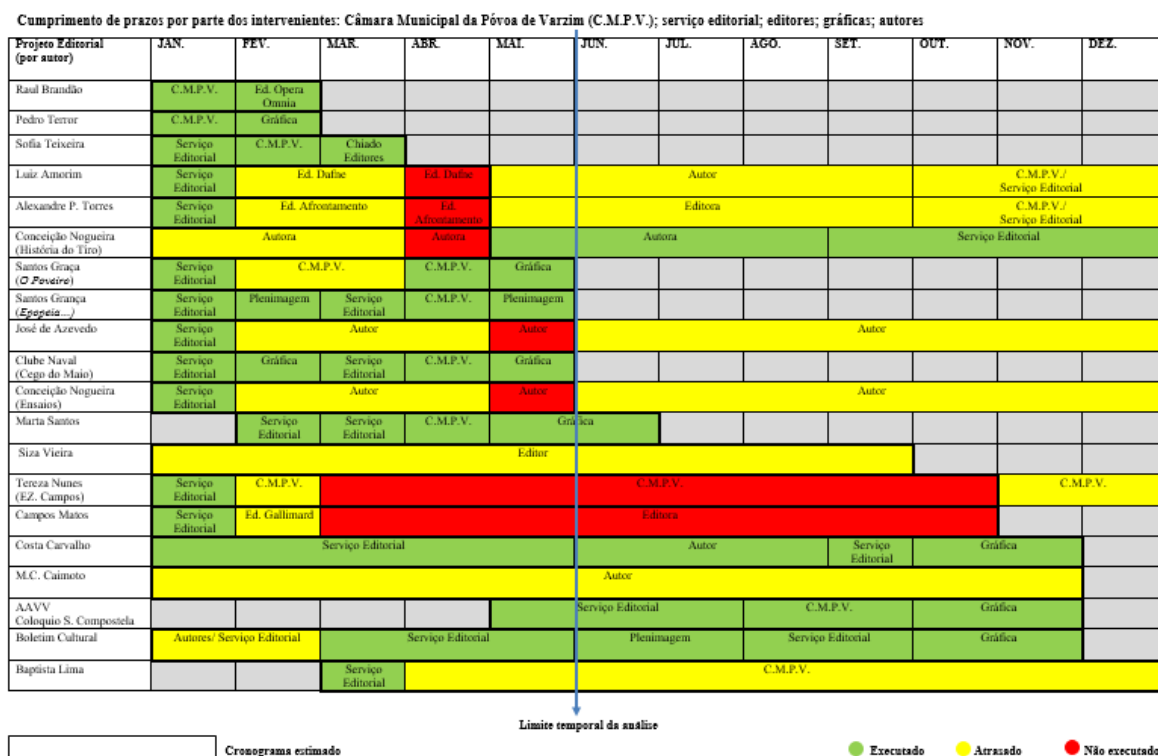 Cumprimento de prazos por parte dos intervenientes: Câmara Municipal da Póvoa de Varzim (C.M.P.V.); serviço editorial; editores; gráficas; autores
Projeto Editorial JAN. FEV. MAR. ABR. MAI. JUN. JUL. AGO. SET. OUT. NOV. DEZ.
(por autor)
Raul Brandão C.M.P.V. Ed. Opera
Omnia
Pedro Terror C.M.P.V. Gráfica
Sofia Teixeira Serviço C.M.P.V. Chiado
Editorial Editores
Luiz Amorim Serviço Ed. Dafne Ed. Dafne Autor C.M.P.V./
Editorial Serviço Editorial
Alexandre P. Torres Serviço Ed. Afrontamento Ed. Editora C.M.P.V./
Editorial Afrontamento Serviço Editorial
Conceição Nogueira Autora Autora Autora Serviço Editorial
(História do Tiro)
Santos Graça Serviço C.M.P.V. C.M.P.V. Gráfica
(O Poveiro) Editorial
Santos Grança Serviço Plenimagem Serviço C.M.P.V. Plenimagem
(Epopeia...) Editorial Editorial
José de Azevedo Serviço Autor Autor Autor
Editorial
Clube Naval Serviço Gráfica Serviço C.M.P.V. Gráfica
(Cego do Maio) Editorial Editorial
Conceição Nogueira Serviço Autor Autor Autor
(Ensaios) Editorial
Marta Santos Serviço Serviço C.M.P.V. Gráfica
Editorial Editorial
Siza Vieira Editor
Tereza Nunes Serviço C.M.P.V. C.M.P.V. C.M.P.V.
(EZ. Campos) Editorial
Campos Matos Serviço Ed. Gallimard Editora
Editorial
Costa Carvalho Serviço Editorial Autor Serviço Gráfica
Editorial
M.C. Caimoto Autor
AAVV Serviço Editorial C.M.P.V. Gráfica
Coloquio S. Compostela
Boletim Cultural Autores/ Serviço Editorial Serviço Editorial Plenimagem Serviço Editorial Gráfica
Baptista Lima Serviço C.M.P.V.
Editorial
Limite temporal da análise
Cronograma estimado Executado Atrasado Não executado